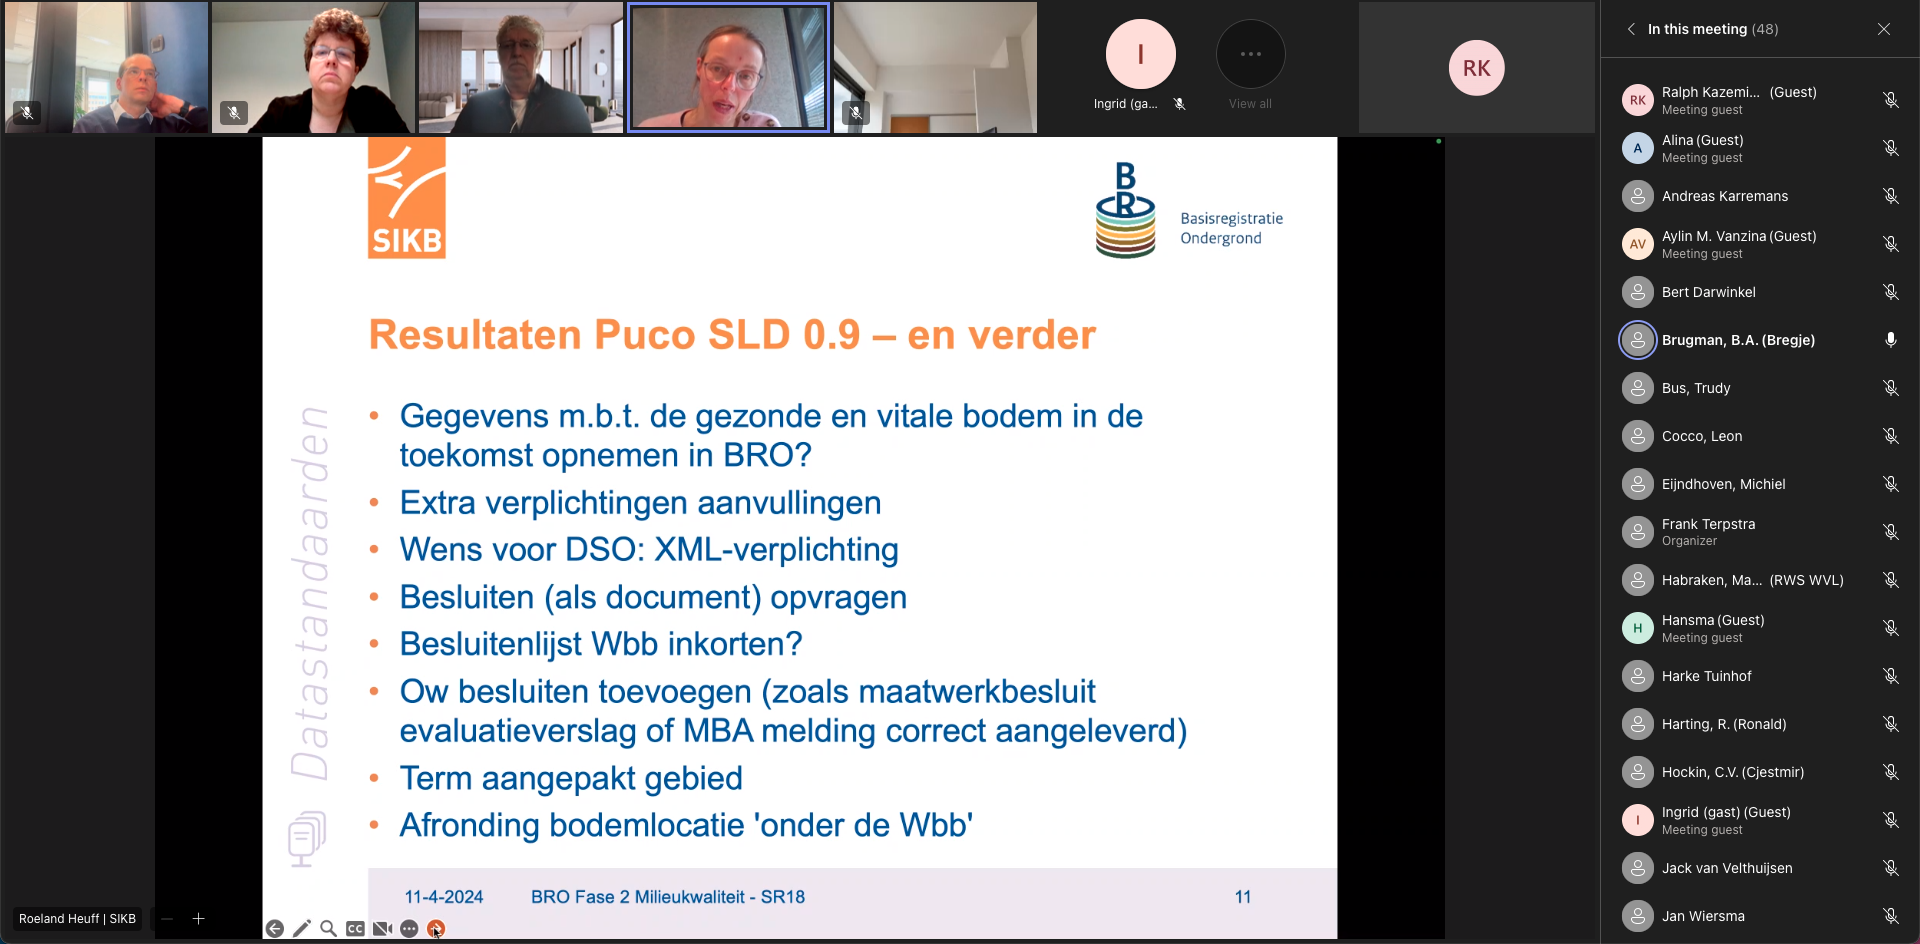 I
Ingrid (ga...
...
View all
RK
In this meeting (48)
RK
Ralph Kazemi... (Guest)
Meeting guest
A
Alina (Guest)
Meeting guest
Andreas Karremans
AV
Aylin M. Vanzina (Guest)
Meeting guest
Bert Darwinkel
Brugman, B.A. (Bregje)
Bus, Trudy
Cocco, Leon
Eijndhoven, Michiel
Frank Terpstra
Organizer
Habraken, Ma... (RWS WVL)
H
Hansma (Guest)
Meeting guest
Harke Tuinhof
Harting, R. (Ronald)
Hockin, C.V. (Cjestmir)
I
Ingrid (gast) (Guest)
Meeting guest
Jack van Velthuijsen
Jan Wiersma
SIKB
BR
Basisregistratie
Ondergrond
Resultaten Puco SLD 0.9 – en verder
Datastandaarden
• Gegevens m.b.t. de gezonde en vitale bodem in de
toekomst opnemen in BRO?
• Extra verplichtingen aanvullingen
• Wens voor DSO: XML-verplichting
• Besluiten (als document) opvragen
• Besluitenlijst Wbb inkorten?
• Ow besluiten toevoegen (zoals maatwerkbesluit
evaluatieverslag of MBA melding correct aangeleverd)
• Term aangepakt gebied
• Afronding bodemlocatie 'onder de Wbb'
11-4-2024 BRO Fase 2 Milieukwaliteit - SR18 11
Roeland Heuff | SIKB
CC